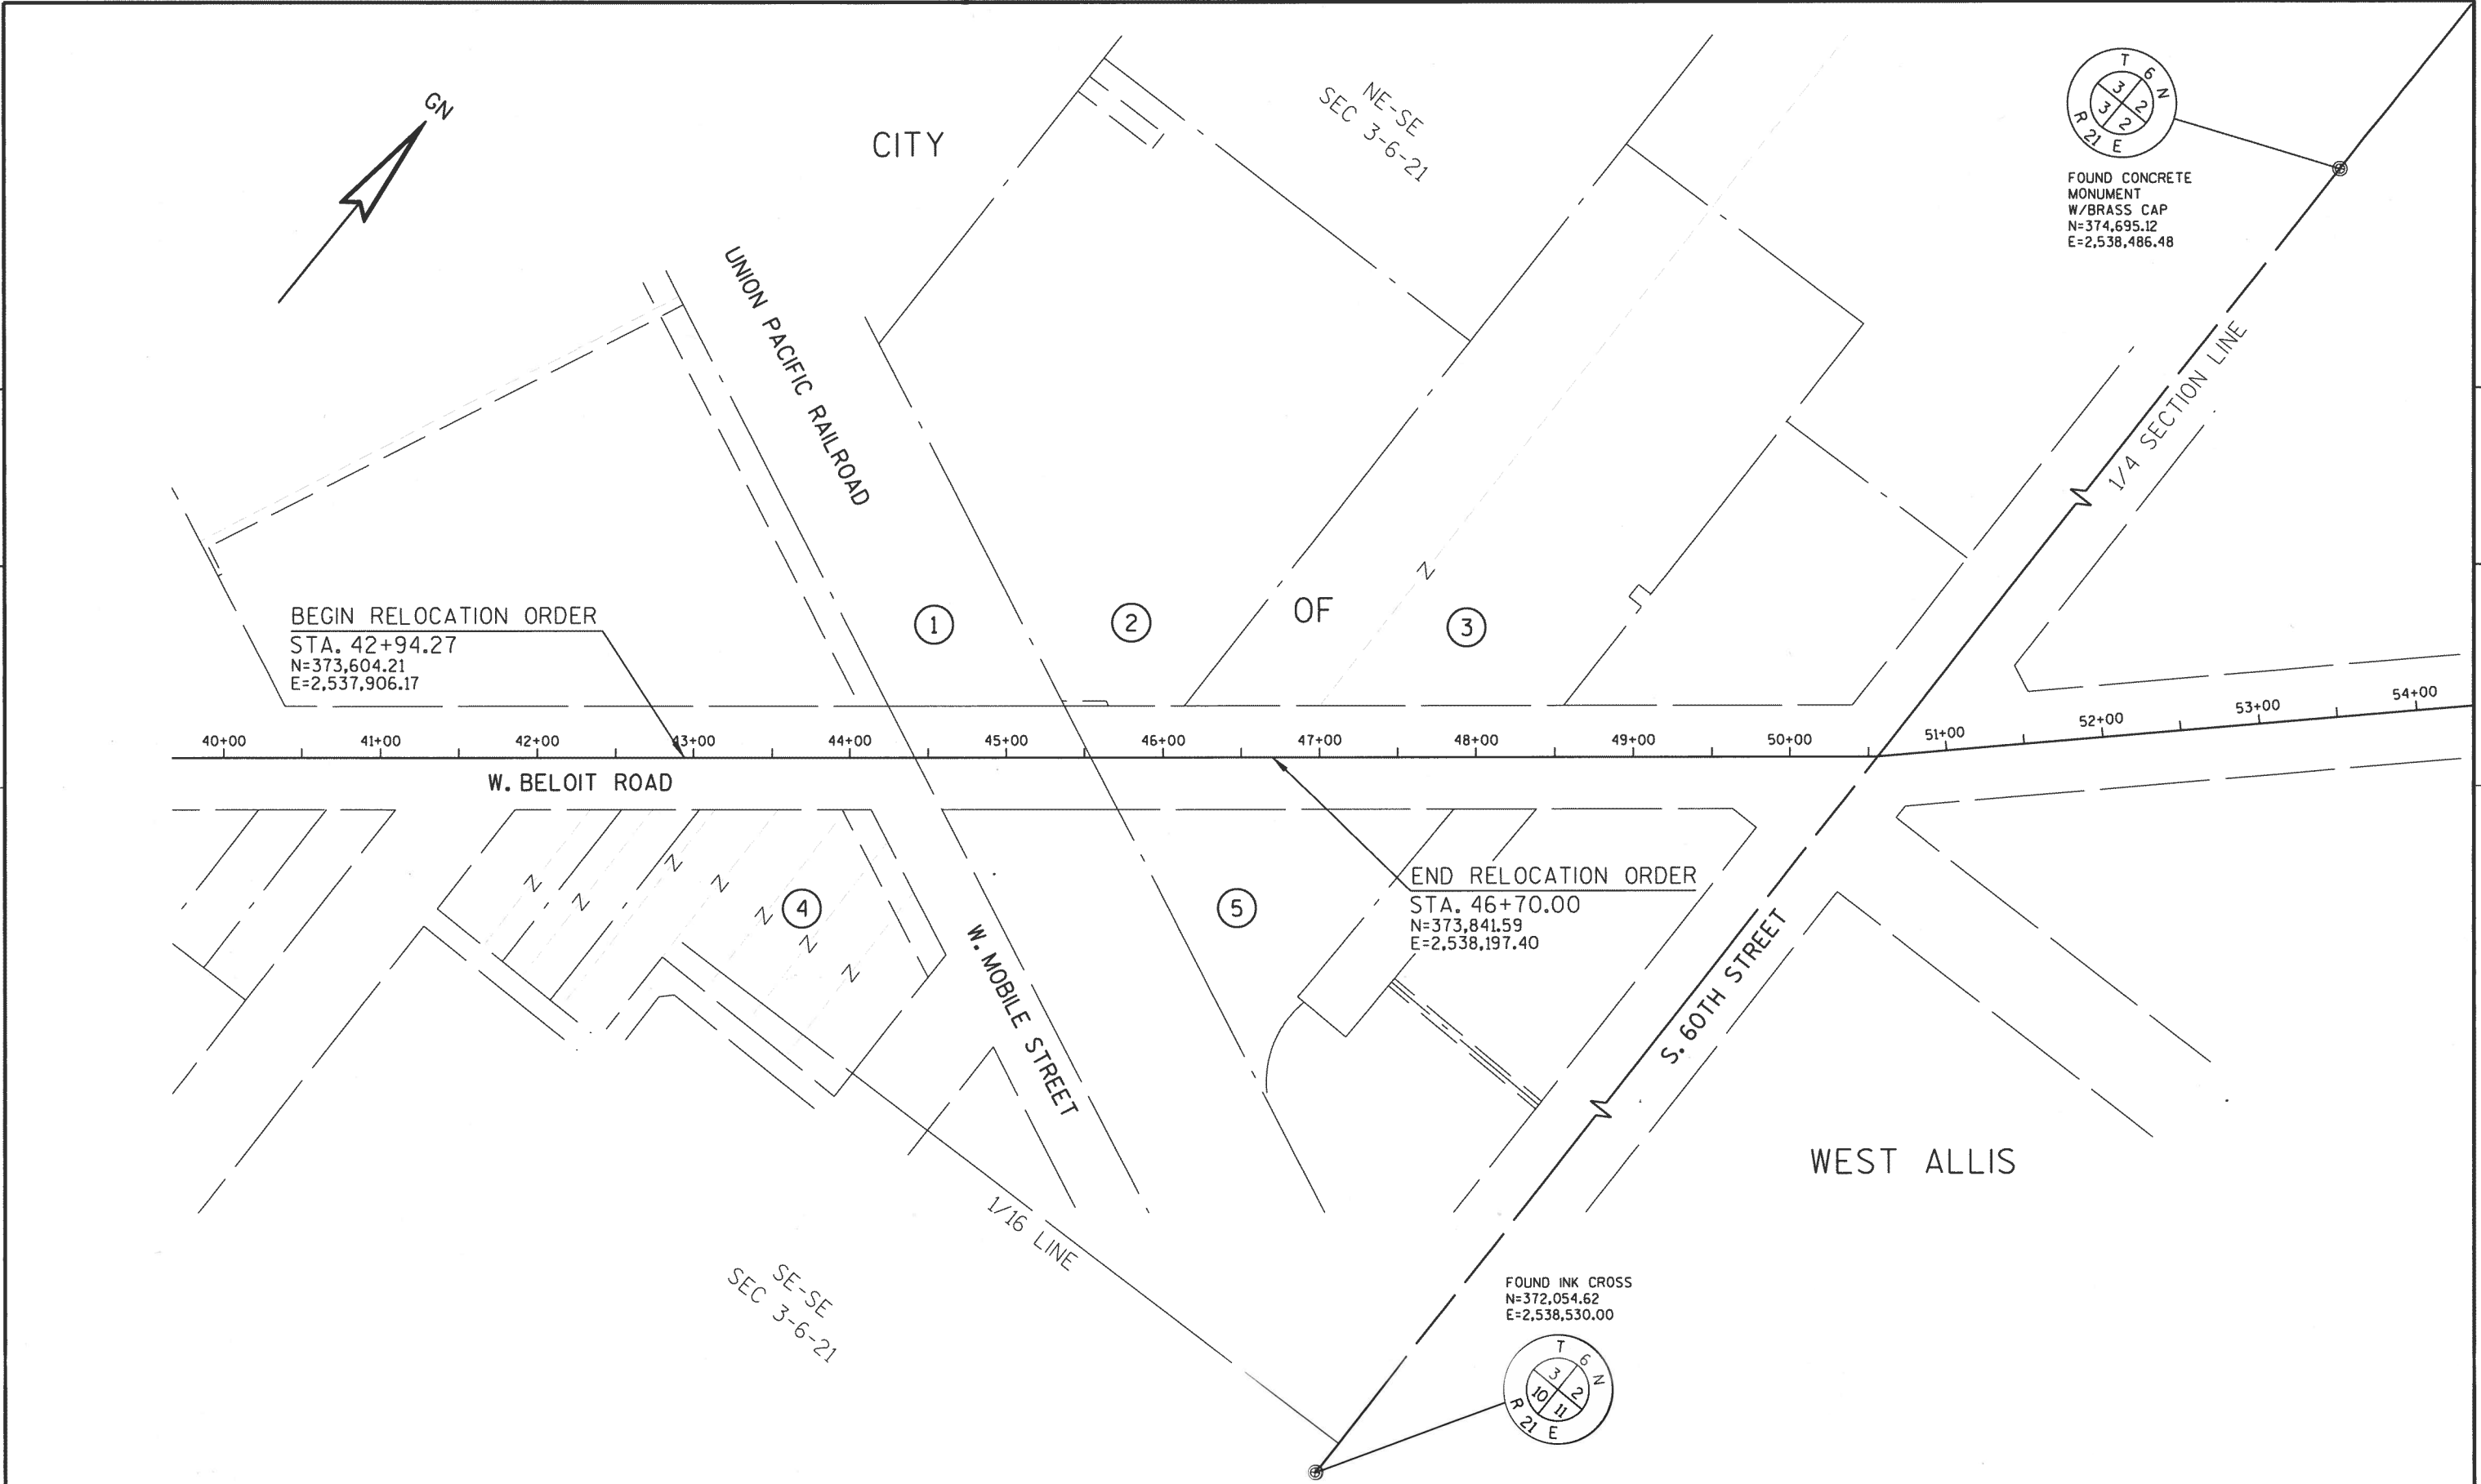 GN
CITY
NE-SE
SEC 3-6-21
T 6 N
3 2
3 2
R 21 E
FOUND CONCRETE
MONUMENT
W/BRASS CAP
N=374,695.12
E=2,538,486.48
UNION PACIFIC RAILROAD
1/4 SECTION LINE
Z
BEGIN RELOCATION ORDER
STA. 42+94.27
N=373,604.21
E=2,537,906.17
1
2
OF
3
40+00 41+00 42+00 43+00 44+00 45+00 46+00 47+00 48+00 49+00 50+00 51+00 52+00 53+00 54+00
W. BELOIT ROAD
Z
Z
Z
Z
Z
Z
Z
4
5
END RELOCATION ORDER
STA. 46+70.00
N=373,841.59
E=2,538,197.40
W. MOBILE STREET
S. 60TH STREET
WEST ALLIS
1/16 LINE
SE-SE
SEC 3-6-21
FOUND INK CROSS
N=372,054.62
E=2,538,530.00
T 6 N
3 2
10 11
R 21 E